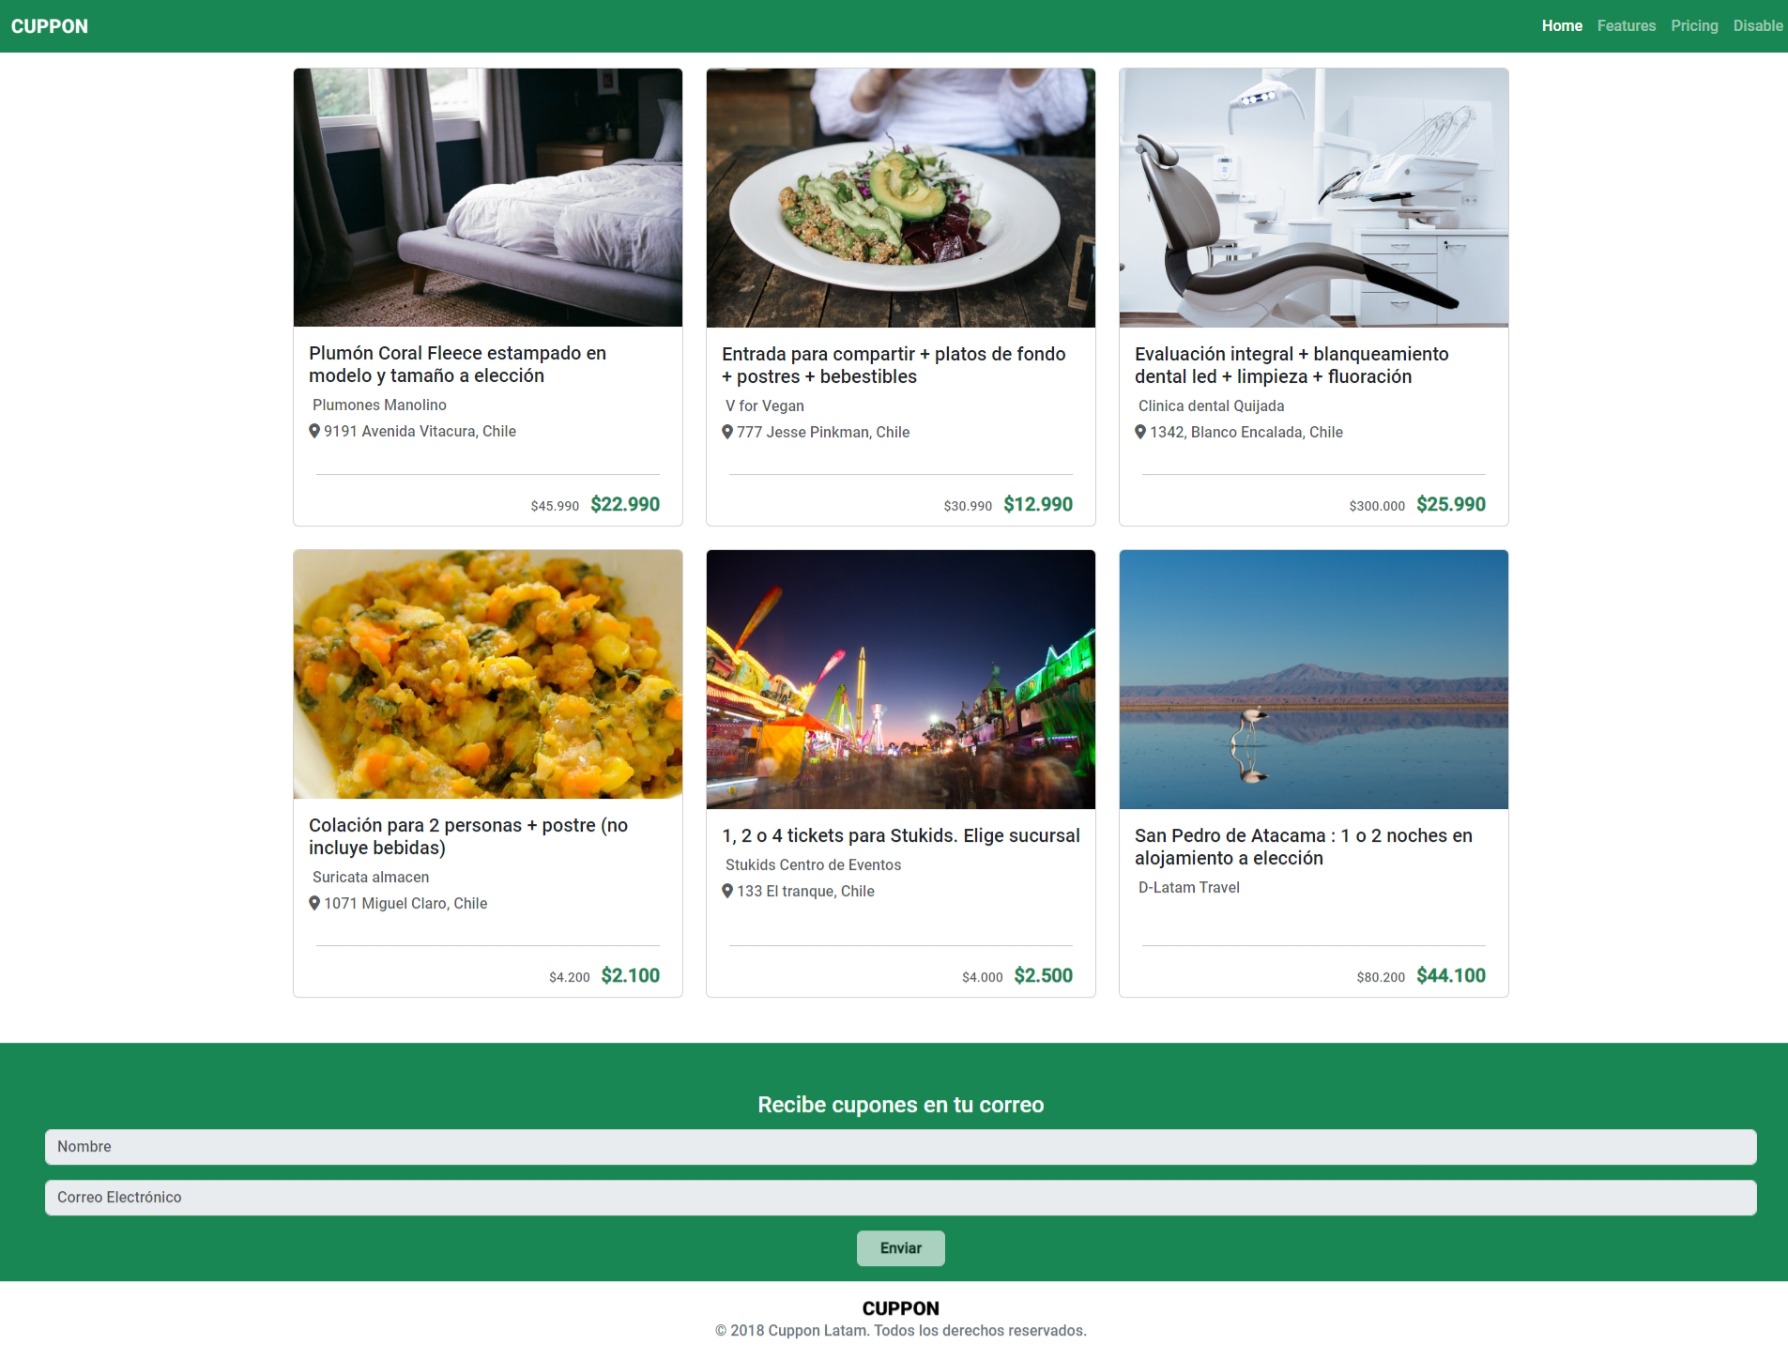 CUPPON
Home Features Pricing Disable
Plumón Coral Fleece estampado en
modelo y tamaño a elección
Plumones Manolino
9191 Avenida Vitacura, Chile
$45.990 $22.990
Entrada para compartir + platos de fondo
+ postres + bebestibles
V for Vegan
777 Jesse Pinkman, Chile
$30.990 $12.990
Evaluación integral + blanqueamiento
dental led + limpieza + fluoración
Clinica dental Quijada
1342, Blanco Encalada, Chile
$300.000 $25.990
Colación para 2 personas + postre (no
incluye bebidas)
Suricata almacen
1071 Miguel Claro, Chile
$4.200 $2.100
1, 2 o 4 tickets para Stukids. Elige sucursal
Stukids Centro de Eventos
133 El tranque, Chile
$4.000 $2.500
San Pedro de Atacama : 1 o 2 noches en
alojamiento a elección
D-Latam Travel
$80.200 $44.100
Recibe cupones en tu correo
Nombre
Correo Electrónico
Enviar
CUPPON
© 2018 Cuppon Latam. Todos los derechos reservados.